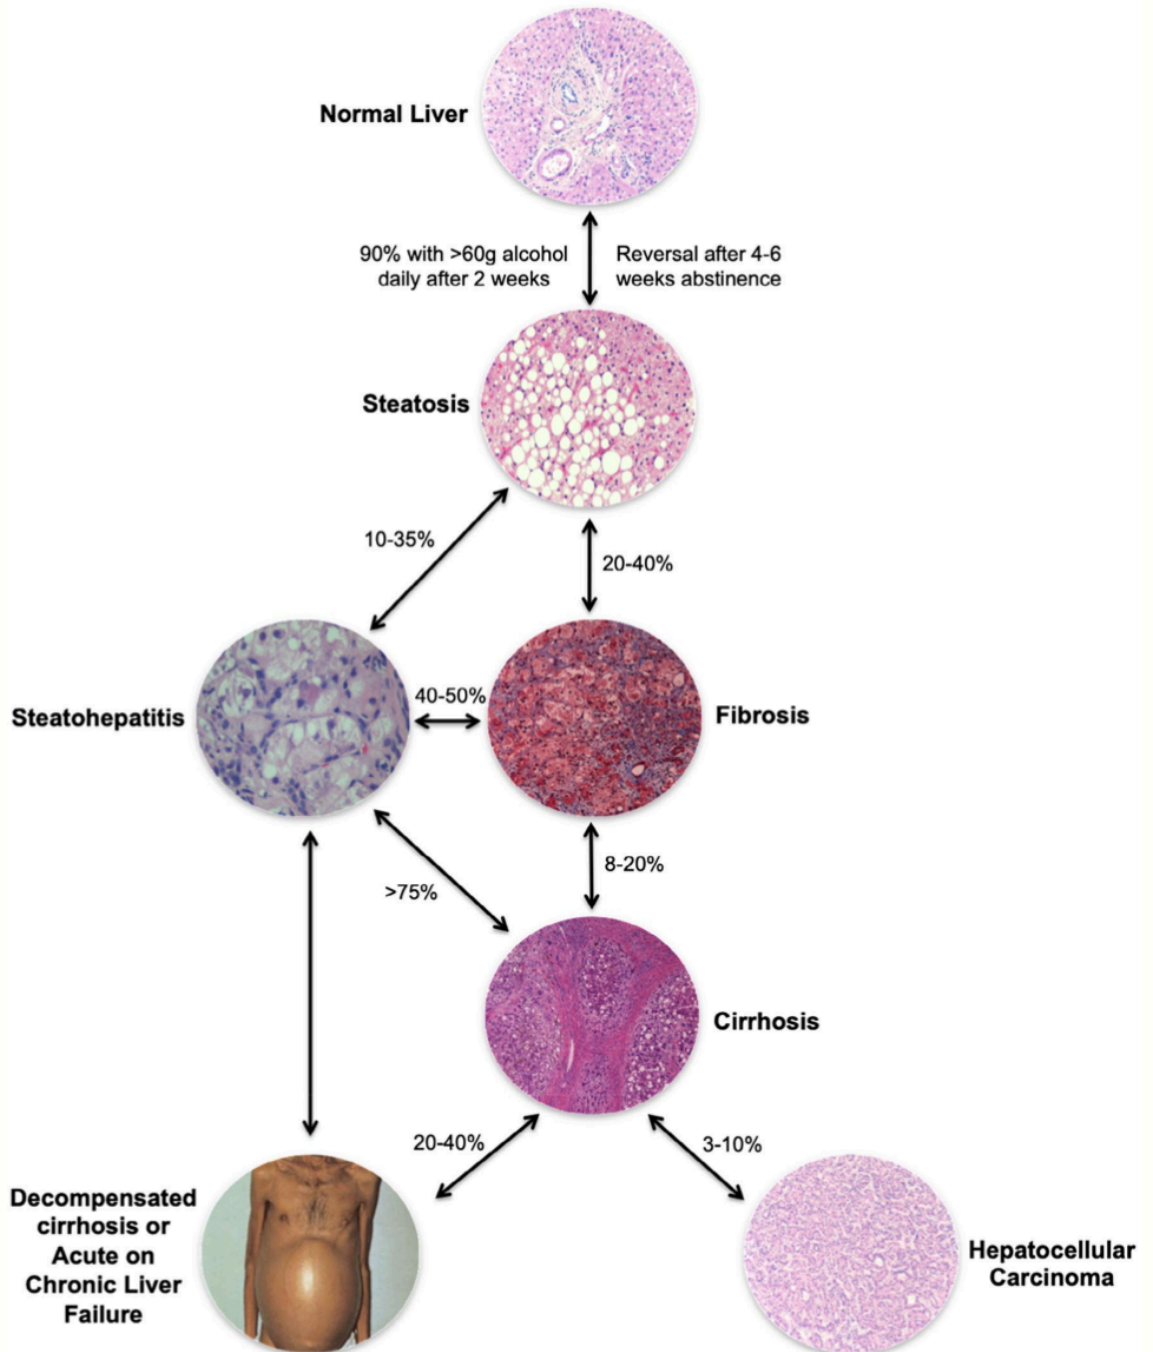 Normal Liver
90% with >60g alcohol
daily after 2 weeks
Reversal after 4-6
weeks abstinence
Steatosis
10-35%
20-40%
Steatohepatitis
40-50%
Fibrosis
>75%
8-20%
Cirrhosis
20-40%
3-10%
Decompensated
cirrhosis or
Acute on
Chronic Liver
Failure
Hepatocellular
Carcinoma